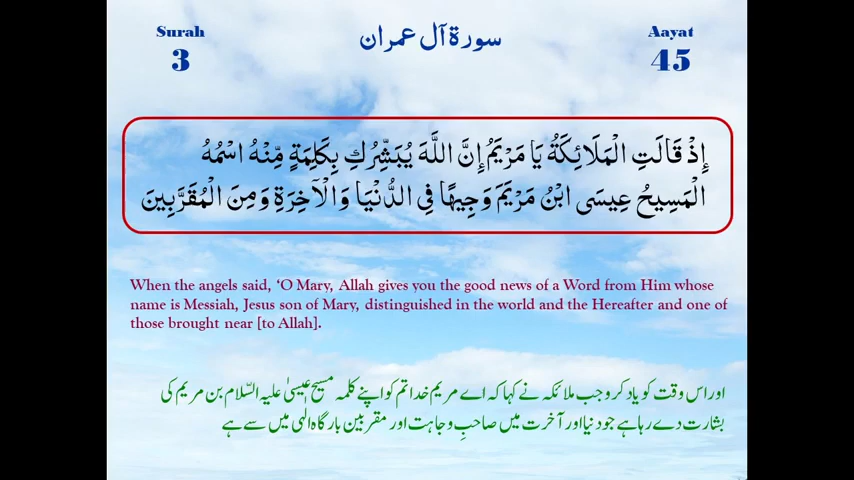 Surah
3
سورة آل عمران
Aayat
45
إِذْ قَالَتِ الْمَلَائِكَةُ يَا مَرْيَمُ إِنَّ اللَّهَ يُبَشِّرُكِ بِكَلِمَةٍ مِّنْهُ اسْمُهُ
الْمَسِيحُ عِيسَى ابْنُ مَرْيَمَ وَجِيهًا فِي الدُّنْيَا وَالْآخِرَةِ وَمِنَ الْمُقَرَّبِينَ
When the angels said, ‘O Mary, Allah gives you the good news of a Word from Him whose
name is Messiah, Jesus son of Mary, distinguished in the world and the Hereafter and one of
those brought near [to Allah].
اور اس وقت کو یاد کرو جب ملائکہ نے کہا کہ اے مریم خدا تم کو اپنے کلمہ مسیح عیسیٰ علیہ السّلام بن مریم کی
بشارت دے رہا ہے جو دنیا اور آخرت میں صاحبِ وجاہت اور مقربین بارگاہ الٰہی میں سے ہے